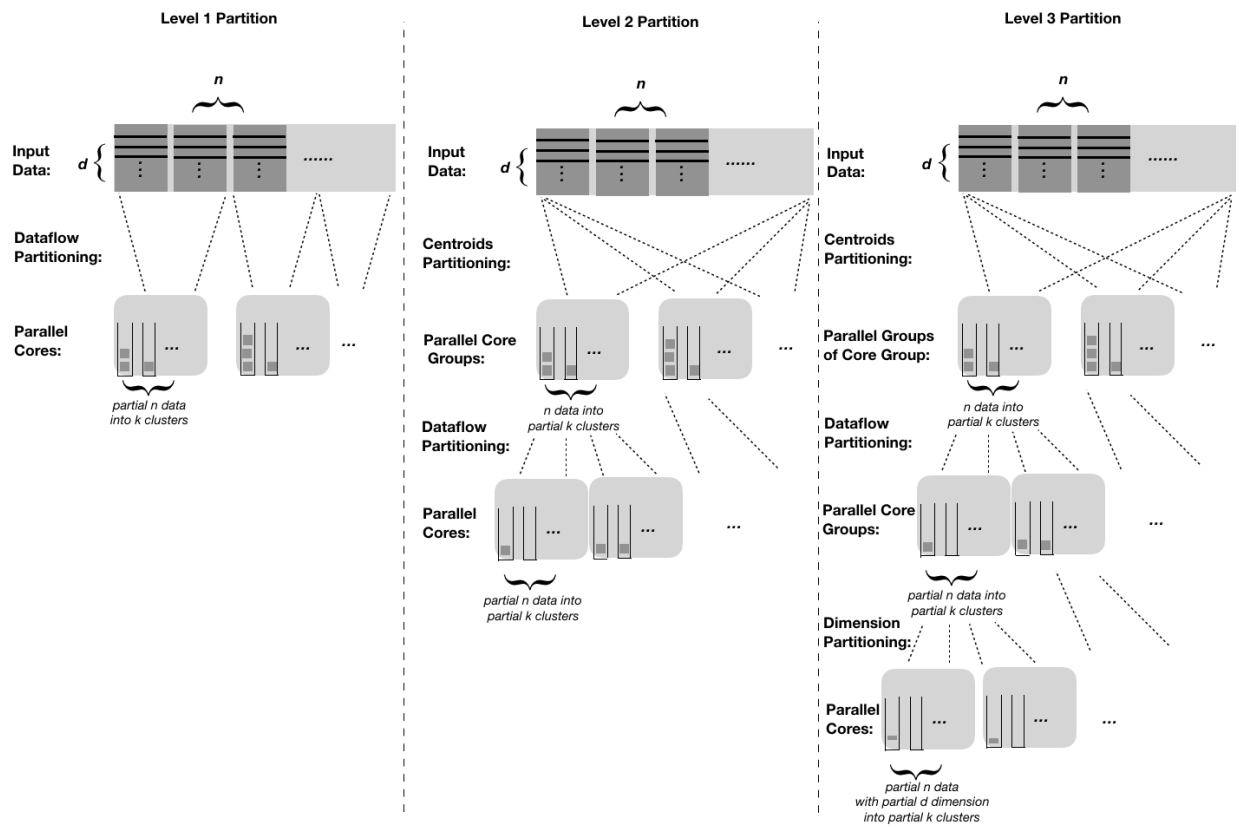 Level 1 Partition
n
Input
Data:
d
......
Dataflow
Partitioning:
Parallel
Cores:
...
...
...
partial n data
into k clusters
Level 2 Partition
n
Input
Data:
d
......
Centroids
Partitioning:
Parallel Core
Groups:
...
...
...
n data into
partial k clusters
Dataflow
Partitioning:
Parallel
Cores:
...
...
...
partial n data into
partial k clusters
Level 3 Partition
n
Input
Data:
d
......
Centroids
Partitioning:
Parallel Groups
of Core Group:
...
...
...
n data into
partial k clusters
Dataflow
Partitioning:
Parallel Core
Groups:
...
...
...
partial n data into
partial k clusters
Dimension
Partitioning:
Parallel
Cores:
...
...
...
partial n data
with partial d dimension
into partial k clusters